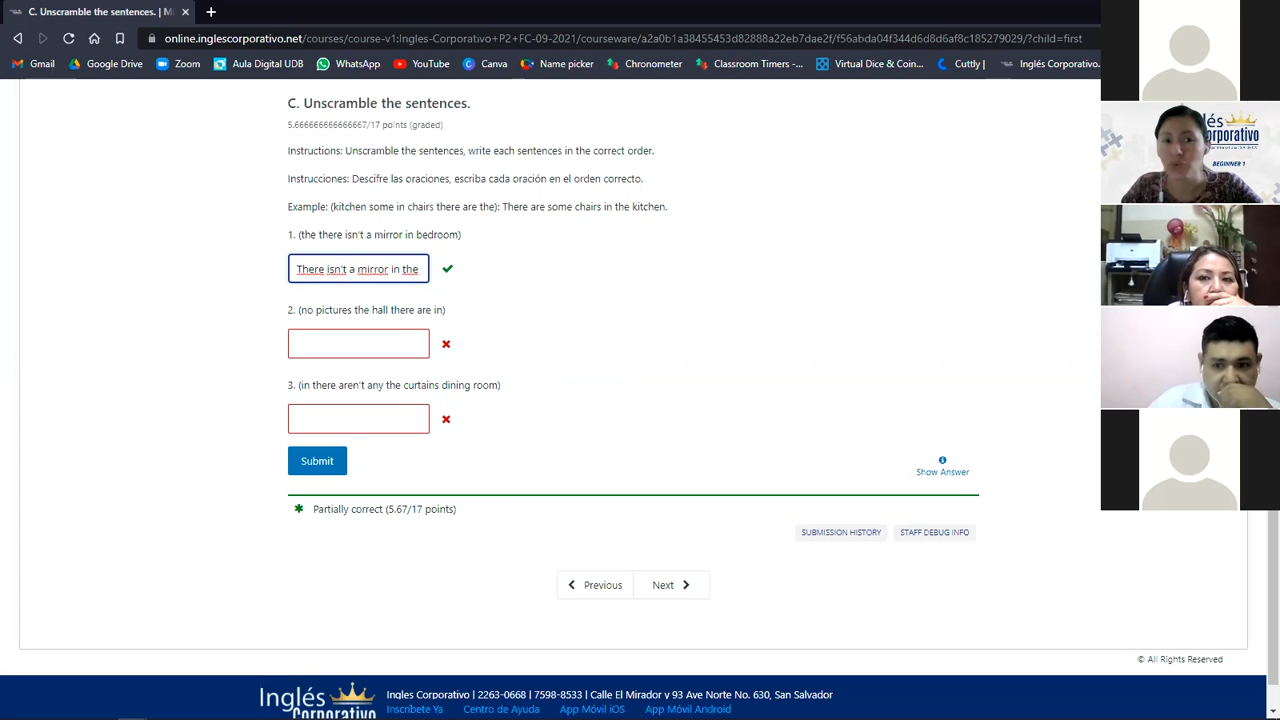 C. Unscramble the sentences. | Mi
online.inglescorporativo.net/courses/course-v1:Ingles-Corporativo+P2+FC-09-2021/courseware/a2a0b1a38455453d82888a22eb7dae2f/f56abda04f344d6d8d6af8c185279029/?child=first
Gmail Google Drive Zoom Aula Digital UDB WhatsApp YouTube Canva Name picker Chronometer Classroom Timers -... Virtual Dice & Coin... Cuttly | Inglés Corporativo.
C. Unscramble the sentences.
5.666666666666667/17 points (graded)
Instructions: Unscramble the sentences, write each sentences in the correct order.
Instrucciones: Descifre las oraciones, escriba cada oracion en el orden correcto.
Example: (kitchen some in chairs there are the): There are some chairs in the kitchen.
1. (the there isn't a mirror in bedroom)
There isn't a mirror in the
2. (no pictures the hall there are in)
3. (in there aren't any the curtains dining room)
Submit
Show Answer
Partially correct (5.67/17 points)
SUBMISSION HISTORY STAFF DEBUG INFO
Previous Next
© All Rights Reserved
Inglés Corporativo
Ingles Corporativo | 2263-0668 | 7598-8533 | Calle El Mirador y 93 Ave Norte No. 630, San Salvador
Inscríbete Ya Centro de Ayuda App Móvil iOS App Móvil Android
BEGINNER 1